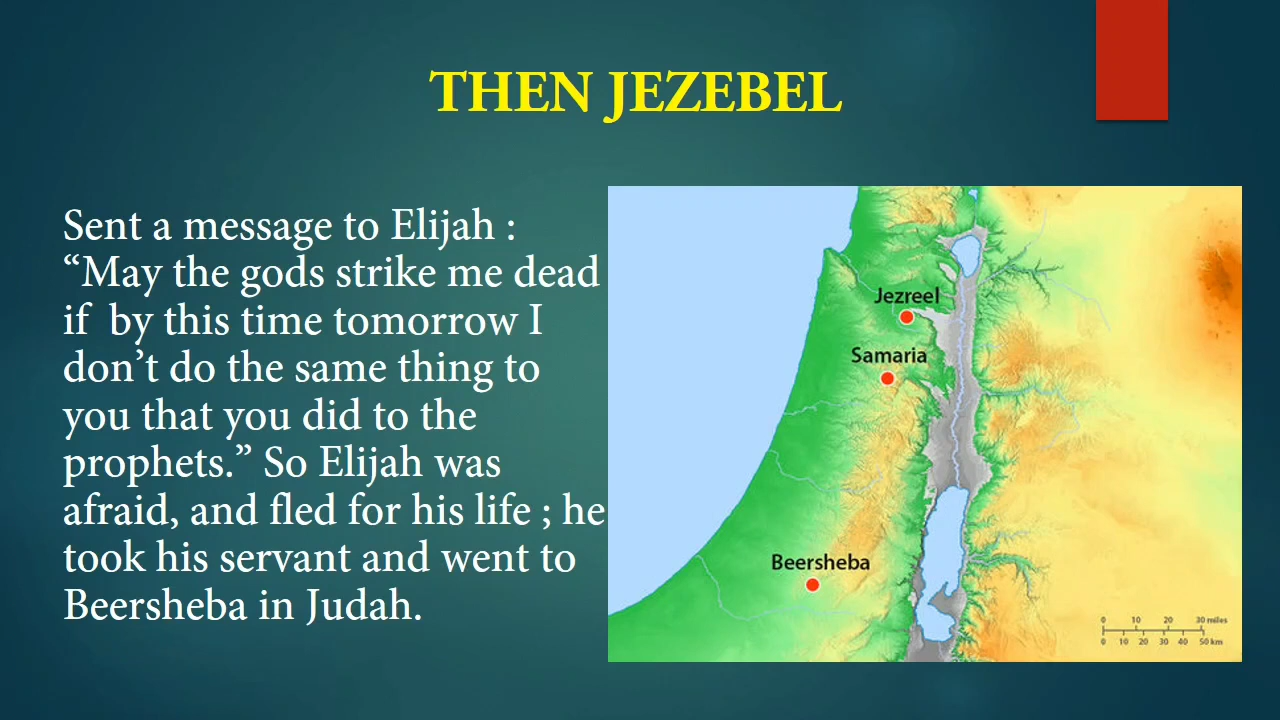 THEN JEZEBEL
Sent a message to Elijah :
“May the gods strike me dead
if  by this time tomorrow I
don’t do the same thing to
you that you did to the
prophets.” So Elijah was
afraid, and fled for his life ; he
took his servant and went to
Beersheba in Judah.
Jezreel
Samaria
Beersheba
0 10 20 30 miles
0 10 20 30 40 50 km